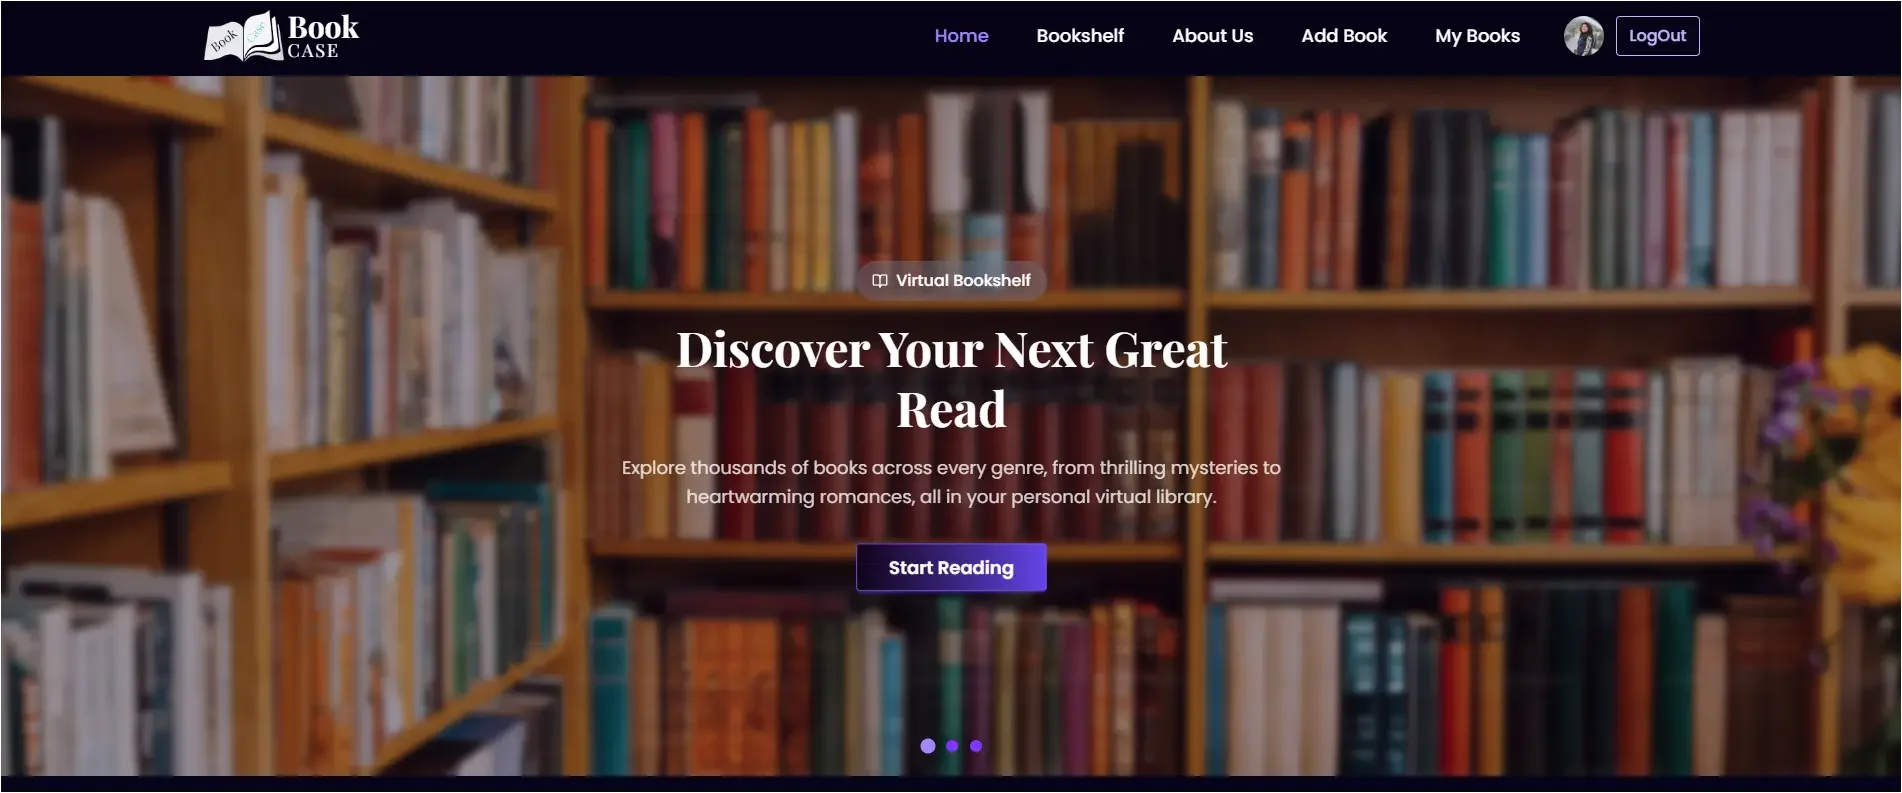 Book
Case
Book
CASE
Home
Bookshelf
About Us
Add Book
My Books
LogOut
Virtual Bookshelf
Discover Your Next Great
Read
Explore thousands of books across every genre, from thrilling mysteries to
heartwarming romances, all in your personal virtual library.
Start Reading